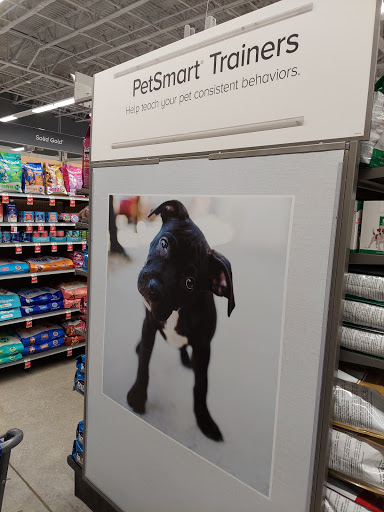 PetSmart® Trainers
Help teach your pet consistent behaviors.
Solid Gold®